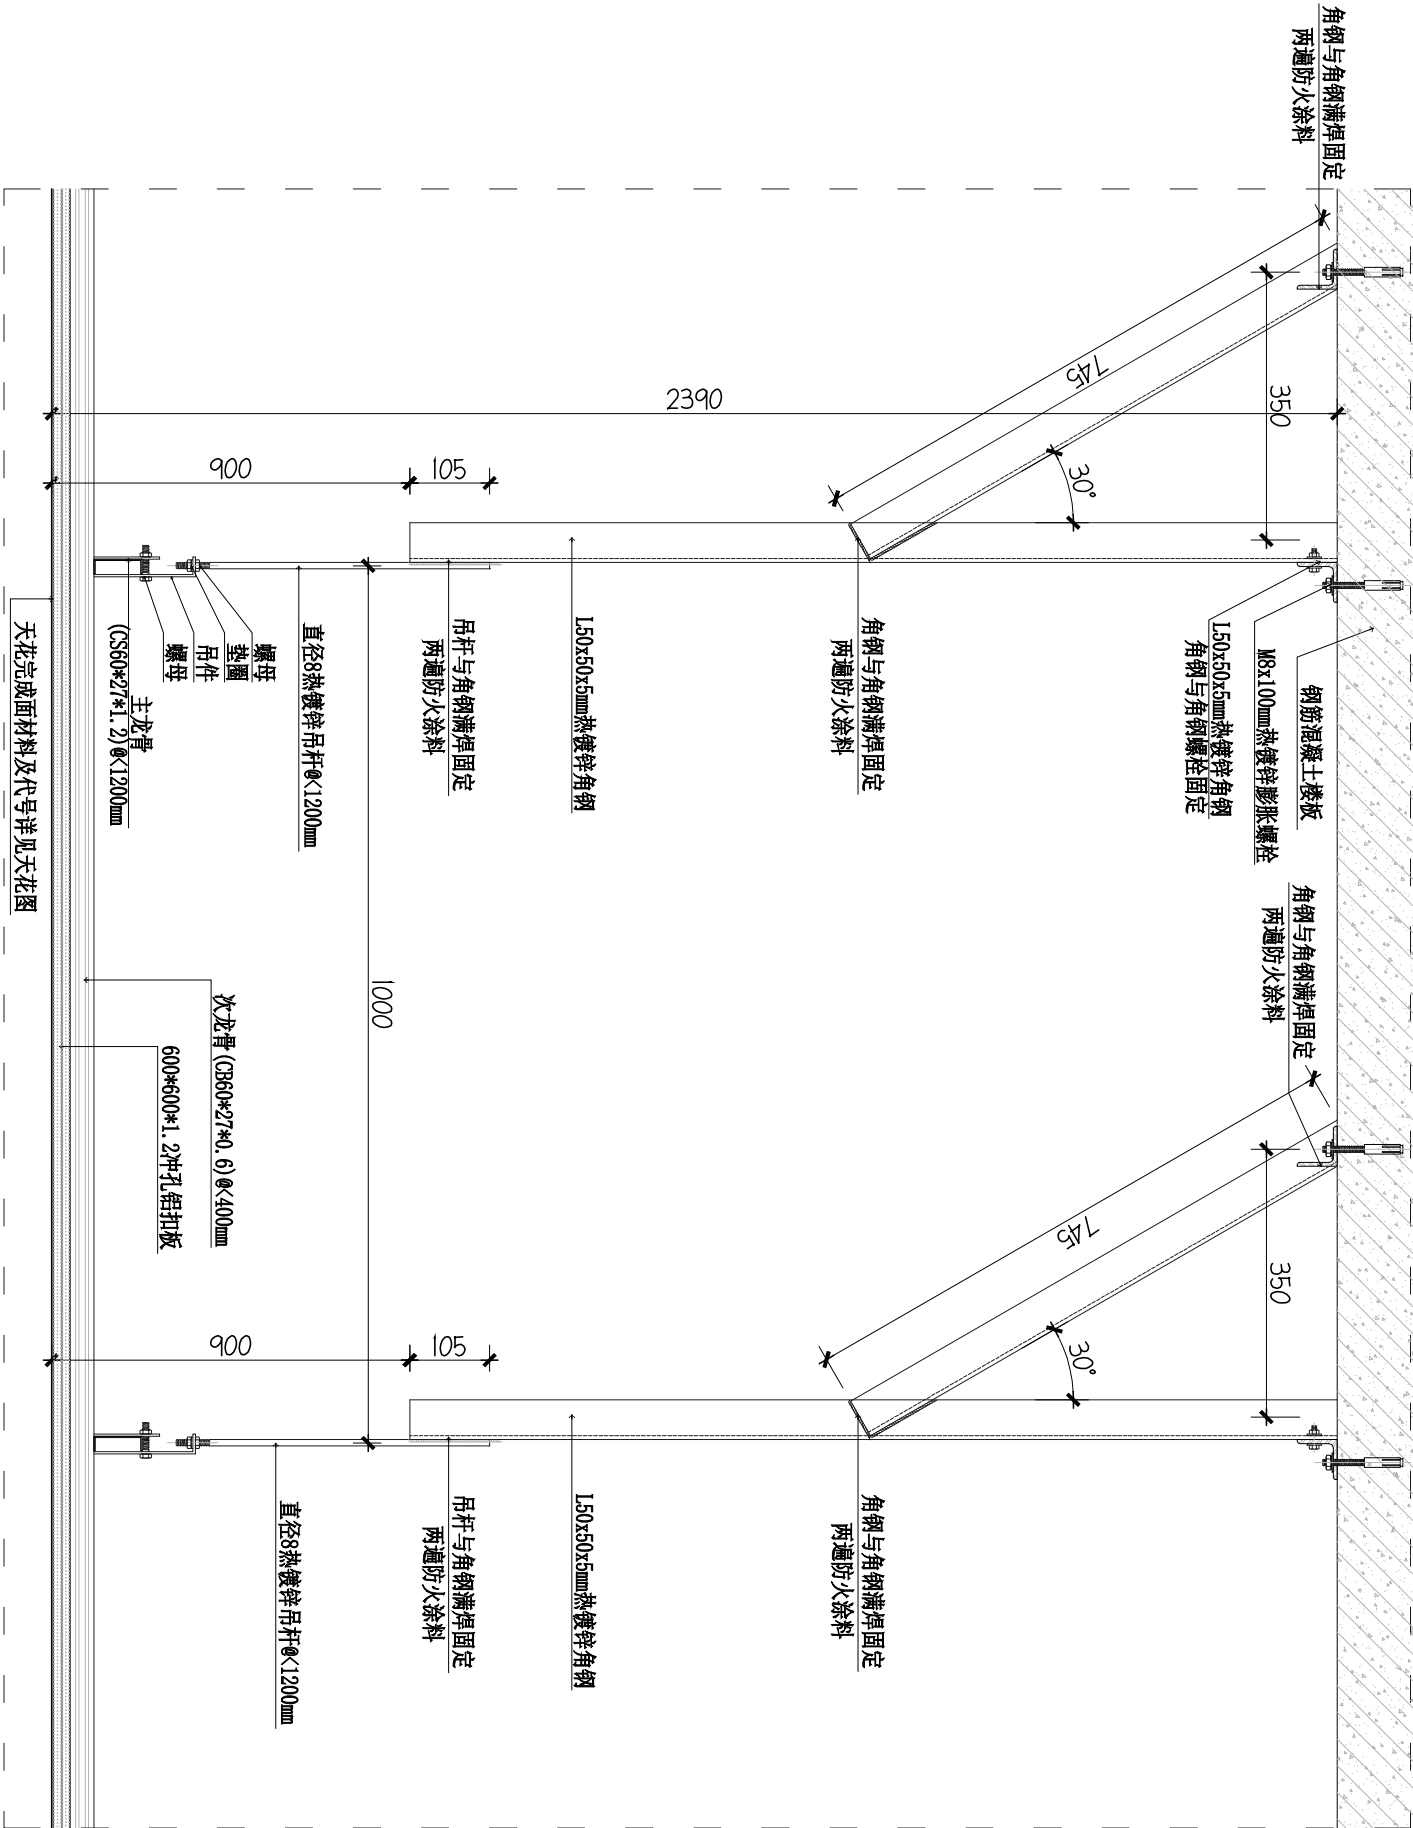 角钢与角钢满焊固定
两遍防火涂料
钢筋混凝土楼板
M8x100mm热镀锌膨胀螺栓
L50x50x5mm热镀锌角钢
角钢与角钢螺栓固定
角钢与角钢满焊固定
两遍防火涂料
350
350
745
745
30°
30°
2390
角钢与角钢满焊固定
两遍防火涂料
角钢与角钢满焊固定
两遍防火涂料
L50x50x5mm热镀锌角钢
L50x50x5mm热镀锌角钢
105
105
吊杆与角钢满焊固定
两遍防火涂料
吊杆与角钢满焊固定
两遍防火涂料
1000
900
900
直径8热镀锌吊杆@<1200mm
直径8热镀锌吊杆@<1200mm
螺母
垫圈
吊件
螺母
主龙骨
(CS60*27*1.2)@<1200mm
次龙骨(CB60*27*0.6)@<400mm
600*600*1.2冲孔铝扣板
天花完成面材料及代号详见天花图